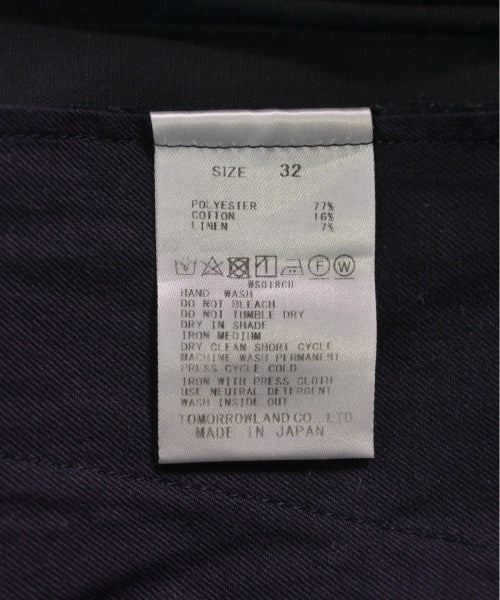 SIZE 32
POLYESTER 77%
COTTON 16%
LINEN 7%
F W
HAND WASH
DO NOT BLEACH
DO NOT TUMBLE DRY
DRY IN SHADE
IRON MEDIUM
DRY CLEAN SHORT CYCLE
MACHINE WASH PERMANENT
PRESS CYCLE COLD
IRON WITH PRESS CLOTH
USE NEUTRAL DETERGENT
WASH INSIDE OUT
TOMORROWLAND CO., LTD.
MADE IN JAPAN